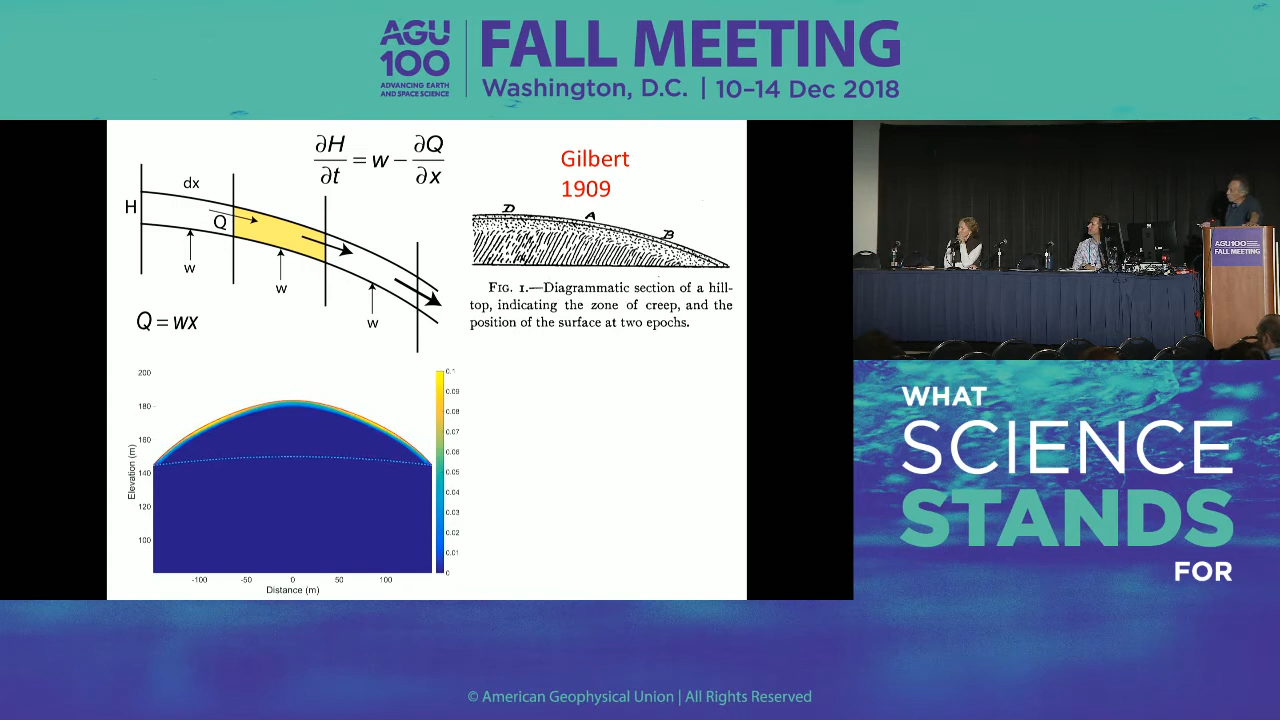 AGU
100
ADVANCING EARTH
AND SPACE SCIENCE
FALL MEETING
Washington, D.C. | 10–14 Dec 2018
∂H/∂t = w − ∂Q/∂x
Gilbert
1909
dx
H
Q
w
w
w
Q = wx
D
A
B
FIG. 1.—Diagrammatic section of a hill-
top, indicating the zone of creep, and the
position of the surface at two epochs.
200
180
160
140
120
100
Elevation (m)
-100
-50
0
50
100
Distance (m)
0.1
0.09
0.08
0.07
0.06
0.05
0.04
0.03
0.02
0.01
0
AGU100
FALL MEETING
WHAT
SCIENCE
STANDS
FOR
© American Geophysical Union | All Rights Reserved